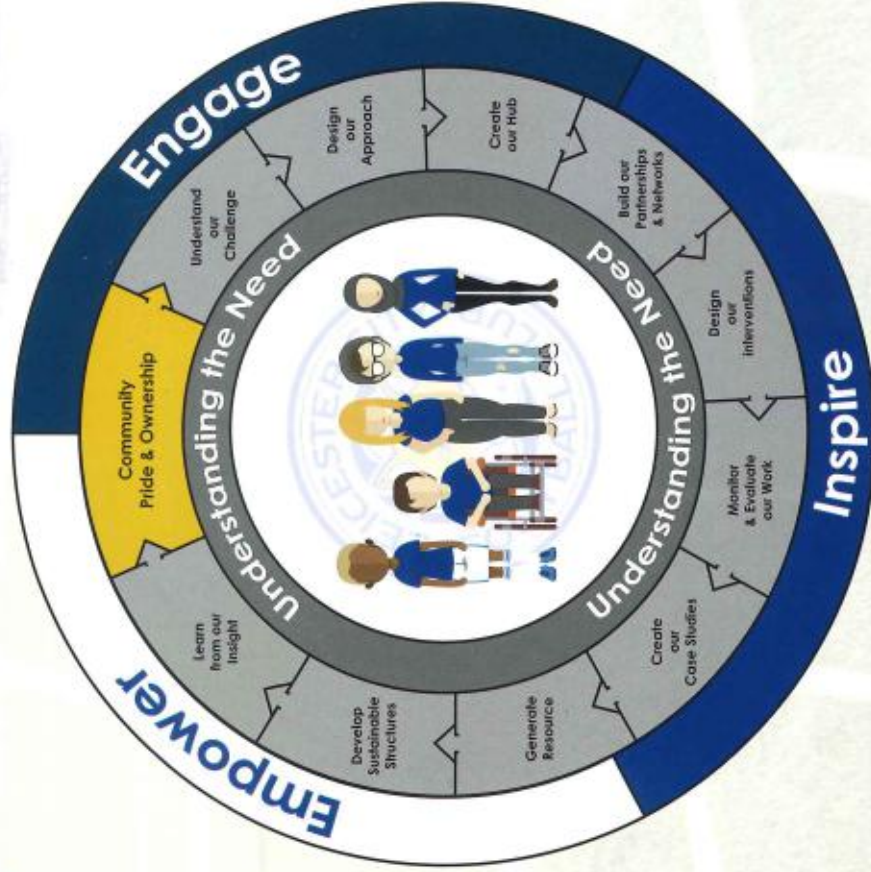 Engage
Inspire
Empower
Understanding the Need
Understanding the Need
Community
Pride & Ownership
Understand
our
Challenge
Design
our
Approach
Create
our Hub
Build our
Partnerships
& Networks
Design
our
interventions
Monitor
& Evaluate
our Work
Create
our
Case Studies
Generate
Resource
Develop
Sustainable
Structures
Learn
from our
Insight